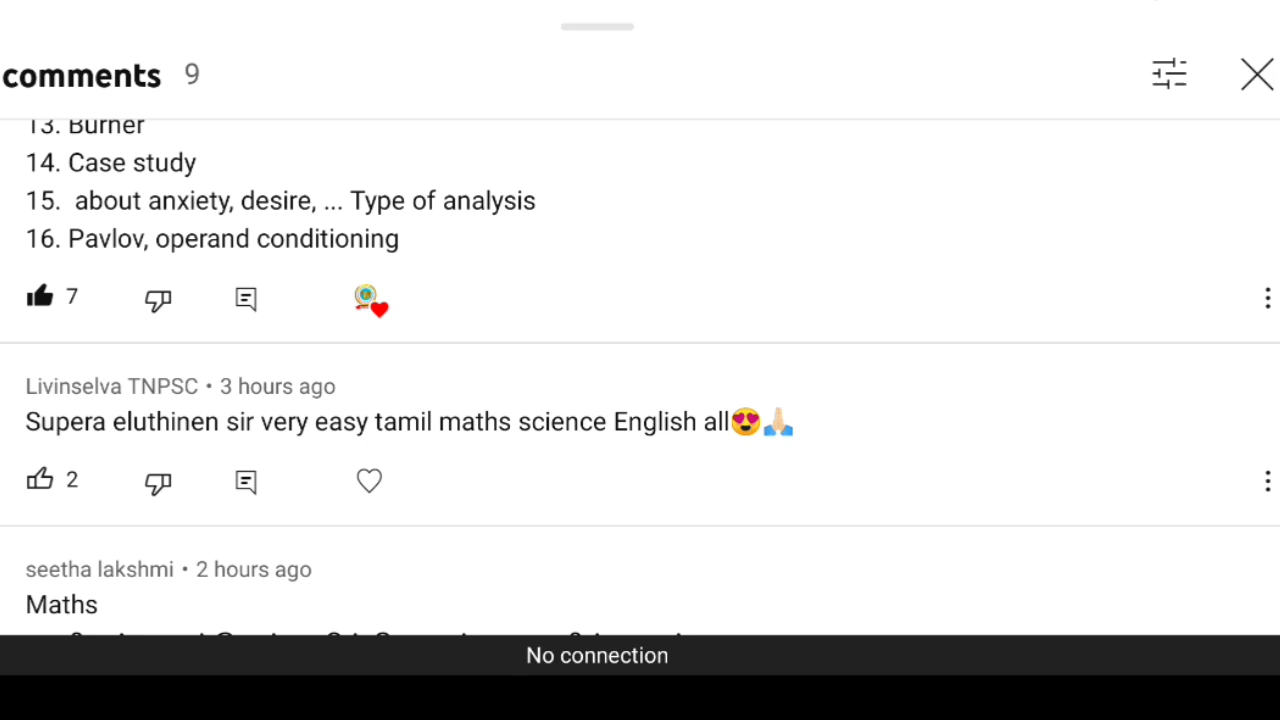 comments 9
13. Burner
14. Case study
15. about anxiety, desire, ... Type of analysis
16. Pavlov, operand conditioning
7
Livinselva TNPSC • 3 hours ago
Supera eluthinen sir very easy tamil maths science English all😍🙏🏻
2
seetha lakshmi • 2 hours ago
Maths
No connection